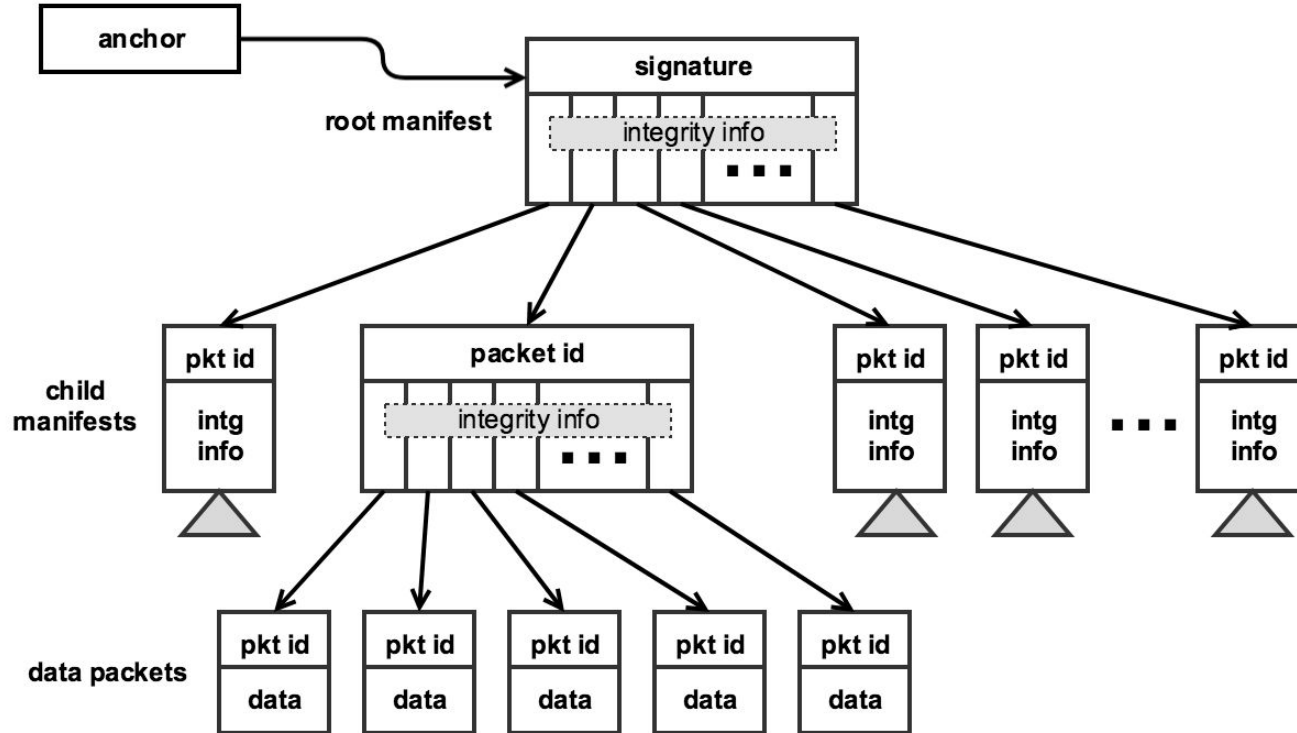 anchor
signature
root manifest
integrity info
child
manifests
pkt id
intg
info
packet id
integrity info
pkt id
intg
info
pkt id
intg
info
pkt id
intg
info
data packets
pkt id
data
pkt id
data
pkt id
data
pkt id
data
pkt id
data